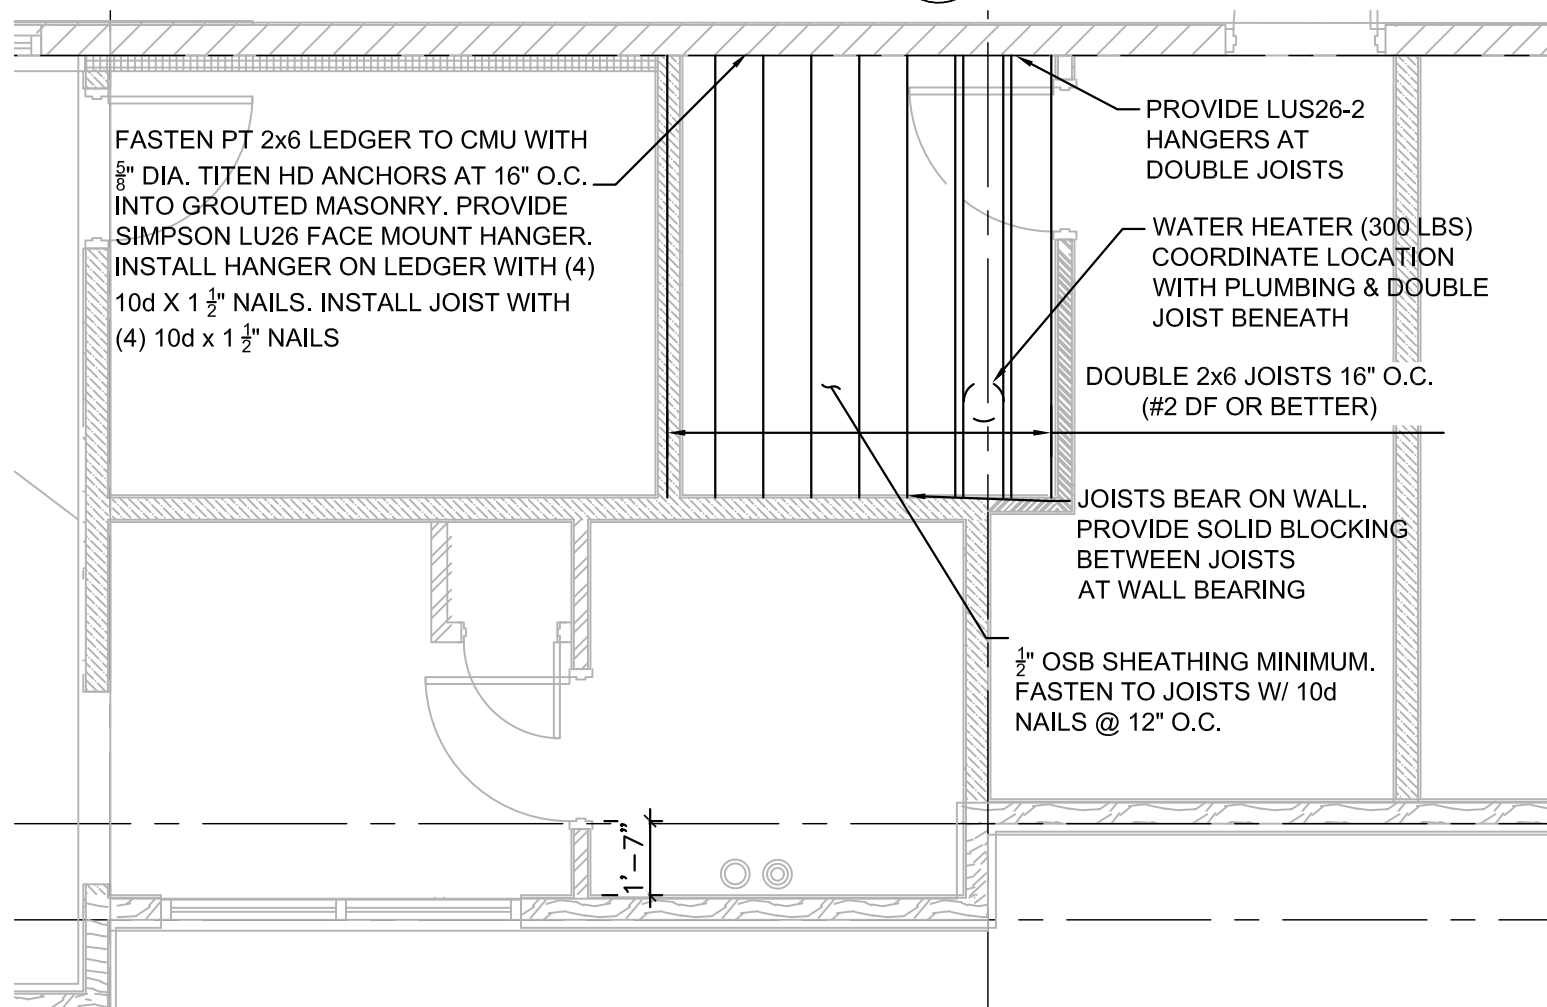 FASTEN PT 2x6 LEDGER TO CMU WITH
5/8" DIA. TITEN HD ANCHORS AT 16" O.C.
INTO GROUTED MASONRY. PROVIDE
SIMPSON LU26 FACE MOUNT HANGER.
INSTALL HANGER ON LEDGER WITH (4)
10d X 1 1/2" NAILS. INSTALL JOIST WITH
(4) 10d x 1 1/2" NAILS
PROVIDE LUS26-2
HANGERS AT
DOUBLE JOISTS
WATER HEATER (300 LBS)
COORDINATE LOCATION
WITH PLUMBING & DOUBLE
JOIST BENEATH
DOUBLE 2x6 JOISTS 16" O.C.
(#2 DF OR BETTER)
JOISTS BEAR ON WALL.
PROVIDE SOLID BLOCKING
BETWEEN JOISTS
AT WALL BEARING
1/2" OSB SHEATHING MINIMUM.
FASTEN TO JOISTS W/ 10d
NAILS @ 12" O.C.
1'-7"